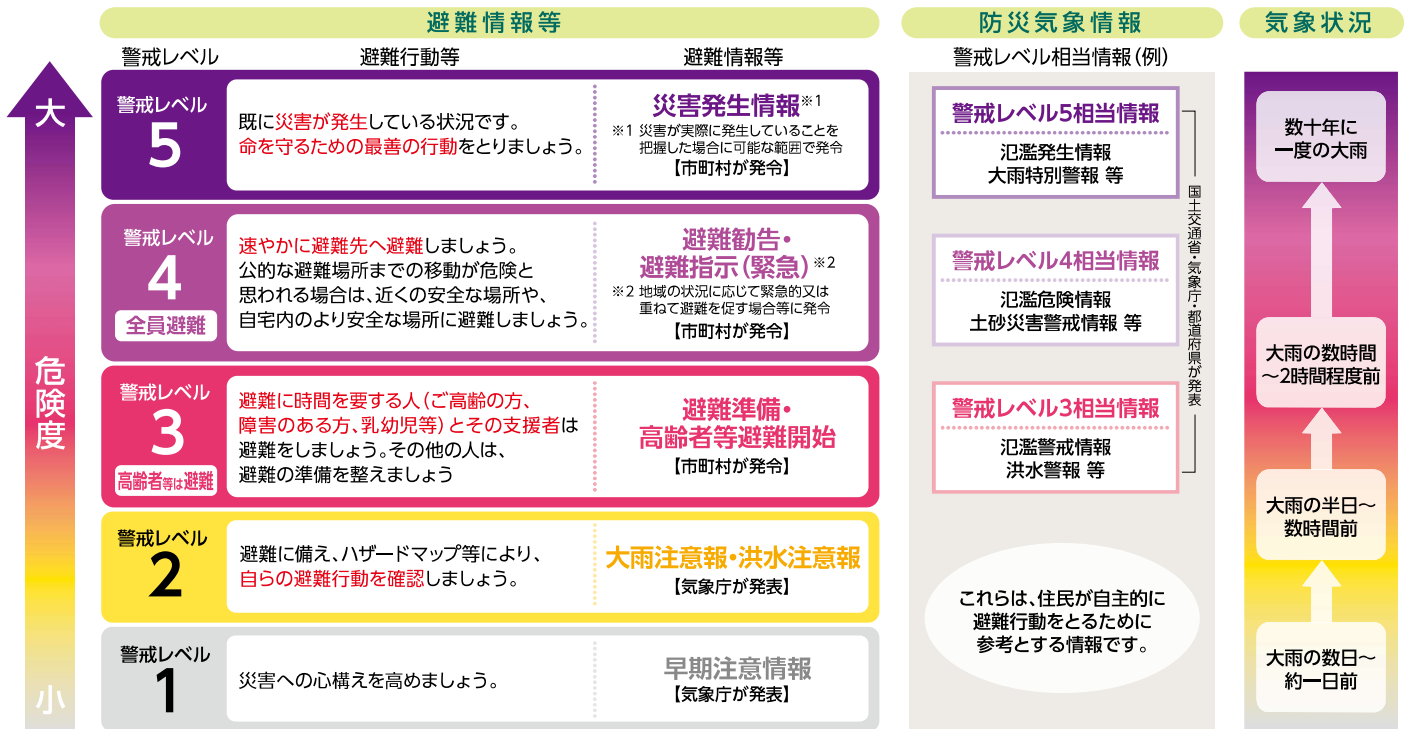 避難情報等
防災気象情報
気象状況
警戒レベル
避難行動等
避難情報等
警戒レベル相当情報（例）
大
危険度
小
警戒レベル
5
既に災害が発生している状況です。
命を守るための最善の行動をとりましょう。
災害発生情報※1
※1 災害が実際に発生していることを
把握した場合に可能な範囲で発令
【市町村が発令】
警戒レベル
4
全員避難
速やかに避難先へ避難しましょう。
公的な避難場所までの移動が危険と
思われる場合は、近くの安全な場所や、
自宅内のより安全な場所に避難しましょう。
避難勧告・
避難指示（緊急）※2
※2 地域の状況に応じて緊急的又は
重ねて避難を促す場合等に発令
【市町村が発令】
警戒レベル
3
高齢者等は避難
避難に時間を要する人（ご高齢の方、
障害のある方、乳幼児等）とその支援者は
避難をしましょう。その他の人は、
避難の準備を整えましょう
避難準備・
高齢者等避難開始
【市町村が発令】
警戒レベル
2
避難に備え、ハザードマップ等により、
自らの避難行動を確認しましょう。
大雨注意報・洪水注意報
【気象庁が発表】
警戒レベル
1
災害への心構えを高めましょう。
早期注意情報
【気象庁が発表】
警戒レベル5相当情報
氾濫発生情報
大雨特別警報 等
警戒レベル4相当情報
氾濫危険情報
土砂災害警戒情報 等
警戒レベル3相当情報
氾濫警戒情報
洪水警報 等
国土交通省・気象庁・都道府県が発表
これらは、住民が自主的に
避難行動をとるために
参考とする情報です。
数十年に
一度の大雨
大雨の数時間
～2時間程度前
大雨の半日～
数時間前
大雨の数日～
約一日前